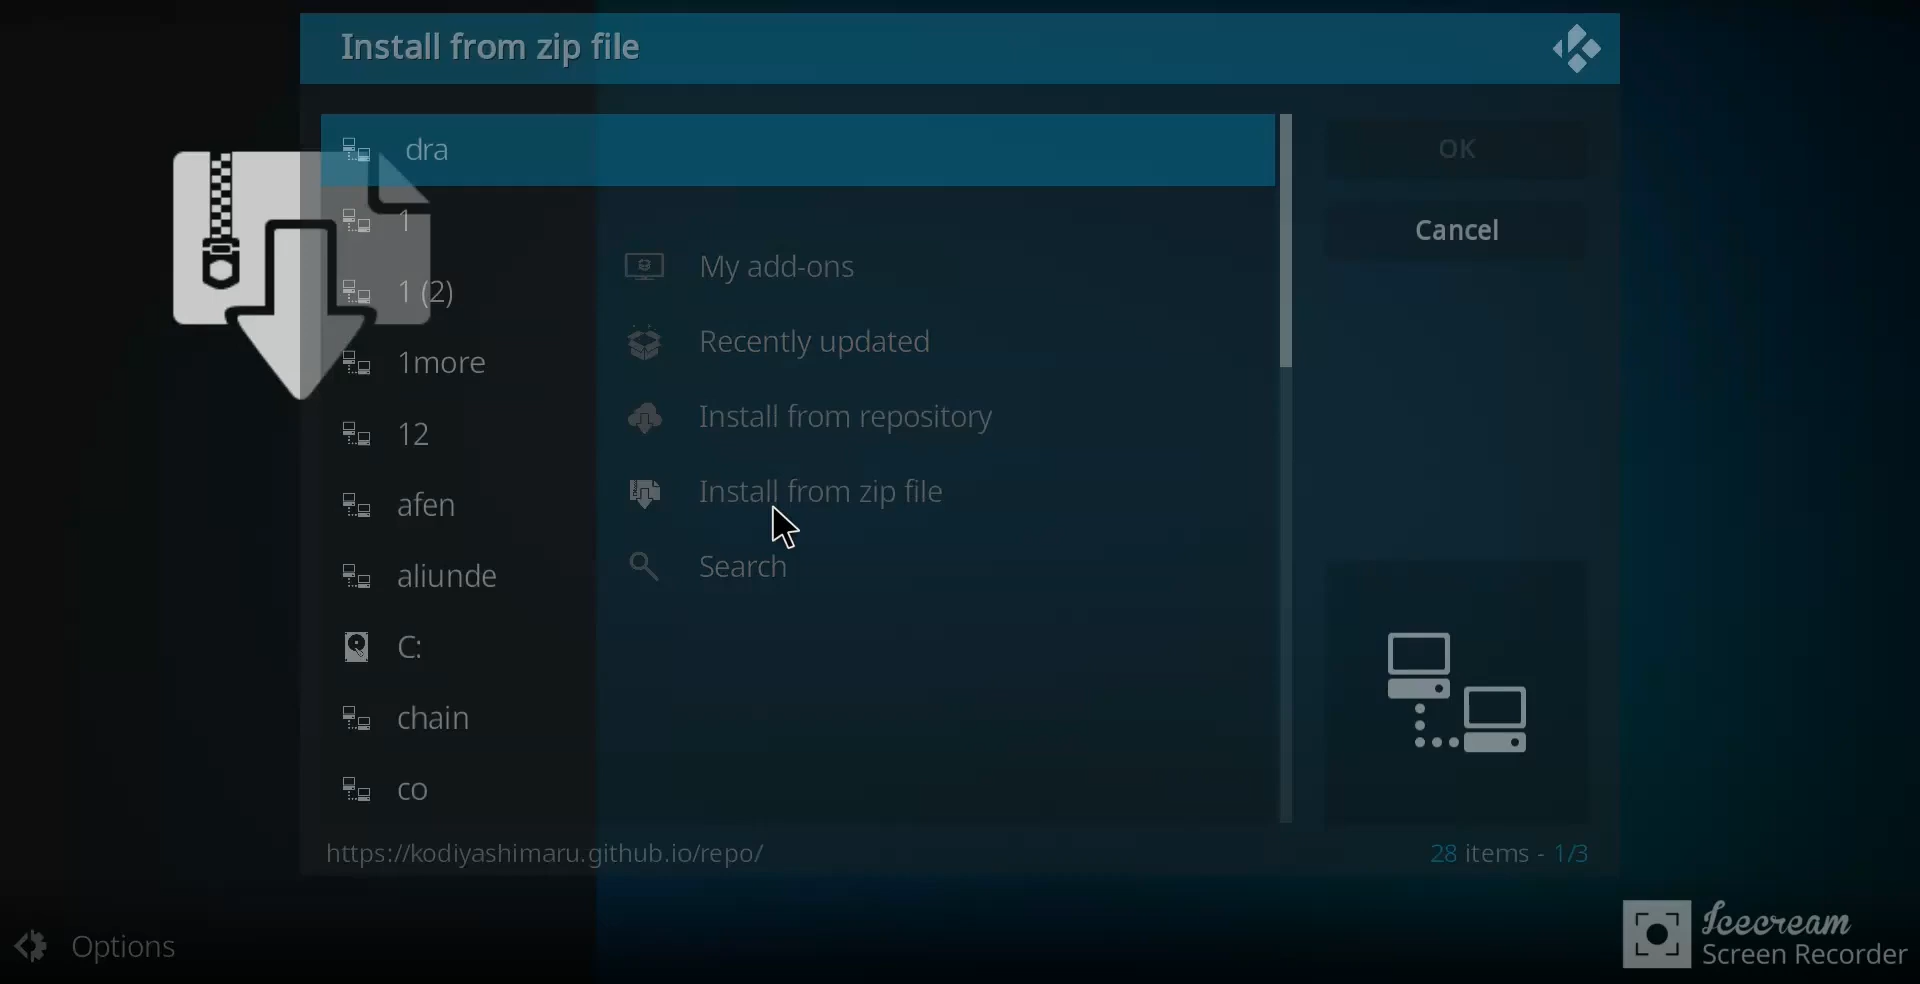 Install from zip file
dra
1
1 (2)
1more
12
afen
aliunde
C:
chain
co
My add-ons
Recently updated
Install from repository
Install from zip file
Search
OK
Cancel
https://kodiyashimaru.github.io/repo/
28 items - 1/3
Options
Icecream
Screen Recorder